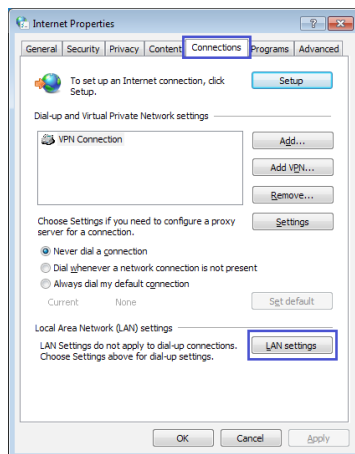 Internet Properties
General Security Privacy Content Connections Programs Advanced
To set up an Internet connection, click
Setup.
Setup
Dial-up and Virtual Private Network settings
VPN Connection
Add...
Add VPN...
Remove...
Choose Settings if you need to configure a proxy
server for a connection.
Settings
Never dial a connection
Dial whenever a network connection is not present
Always dial my default connection
Current None
Set default
Local Area Network (LAN) settings
LAN Settings do not apply to dial-up connections.
Choose Settings above for dial-up settings.
LAN settings
OK Cancel Apply